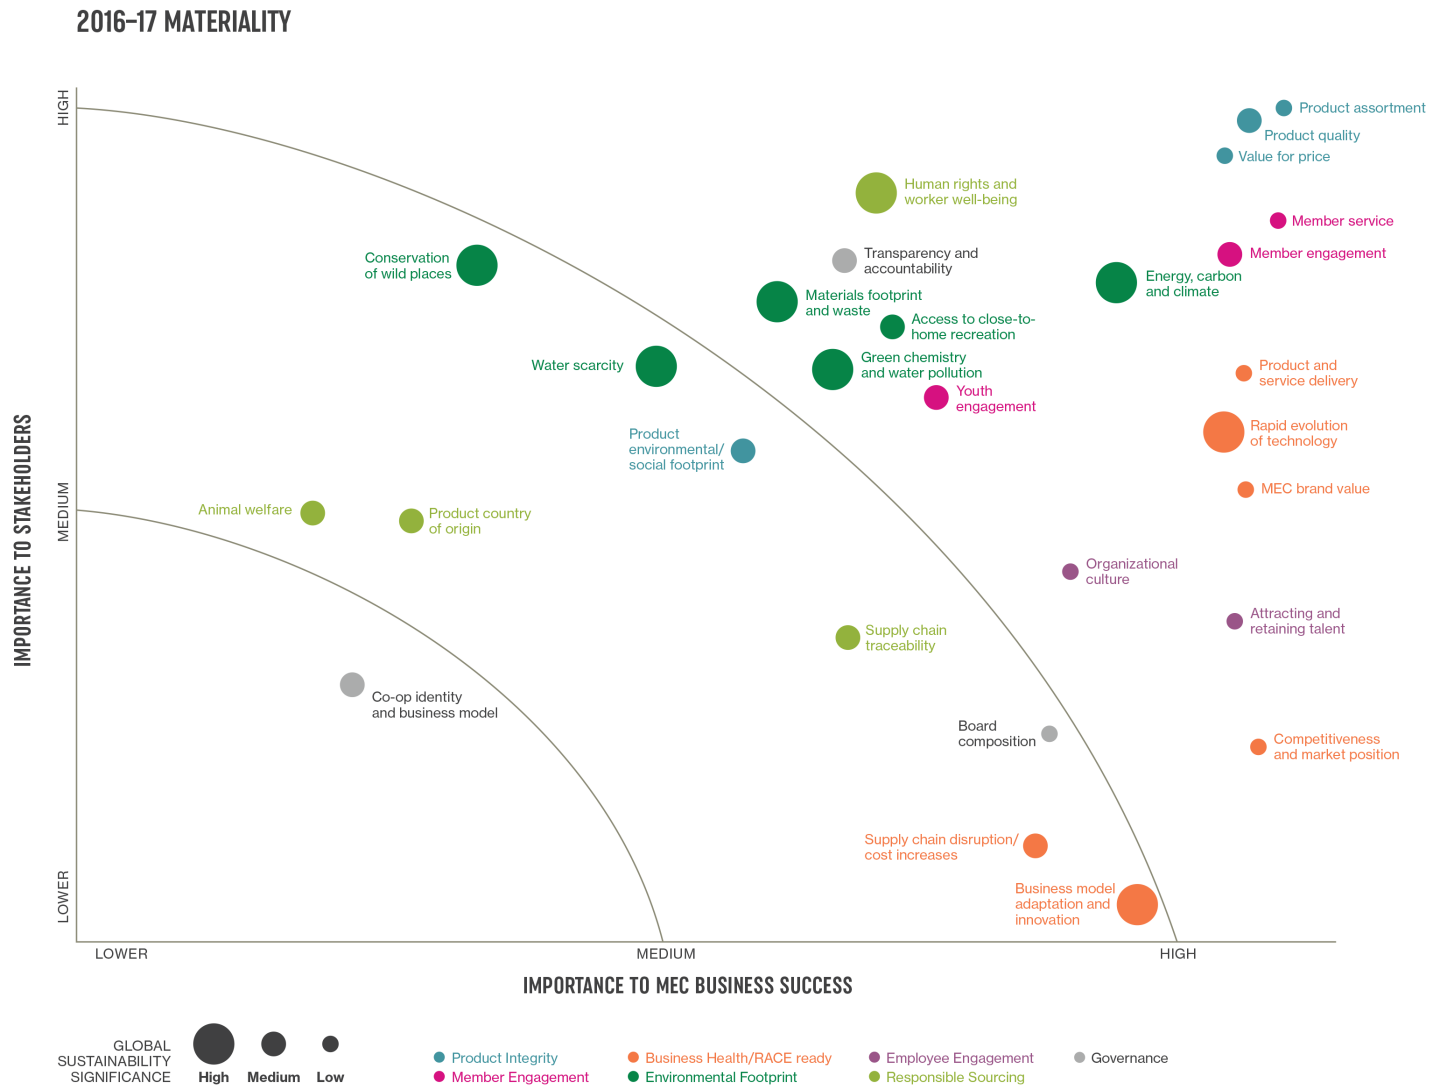 2016–17 MATERIALITY
HIGH
Product assortment
Product quality
Value for price
Human rights and
worker well-being
Member service
Transparency and
accountability
Member engagement
Conservation
of wild places
Energy, carbon
and climate
Materials footprint
and waste
Access to close-to-
home recreation
Water scarcity
Green chemistry
and water pollution
Product and
service delivery
Youth
engagement
Rapid evolution
of technology
Product
environmental/
social footprint
MEC brand value
IMPORTANCE TO STAKEHOLDERS
MEDIUM
Animal welfare
Product country
of origin
Organizational
culture
Attracting and
retaining talent
Supply chain
traceability
Co-op identity
and business model
Board
composition
Competitiveness
and market position
Supply chain disruption/
cost increases
Business model
adaptation and
innovation
LOWER
LOWER
MEDIUM
HIGH
IMPORTANCE TO MEC BUSINESS SUCCESS
GLOBAL
SUSTAINABILITY
SIGNIFICANCE
High
Medium
Low
Product Integrity
Business Health/RACE ready
Employee Engagement
Governance
Member Engagement
Environmental Footprint
Responsible Sourcing